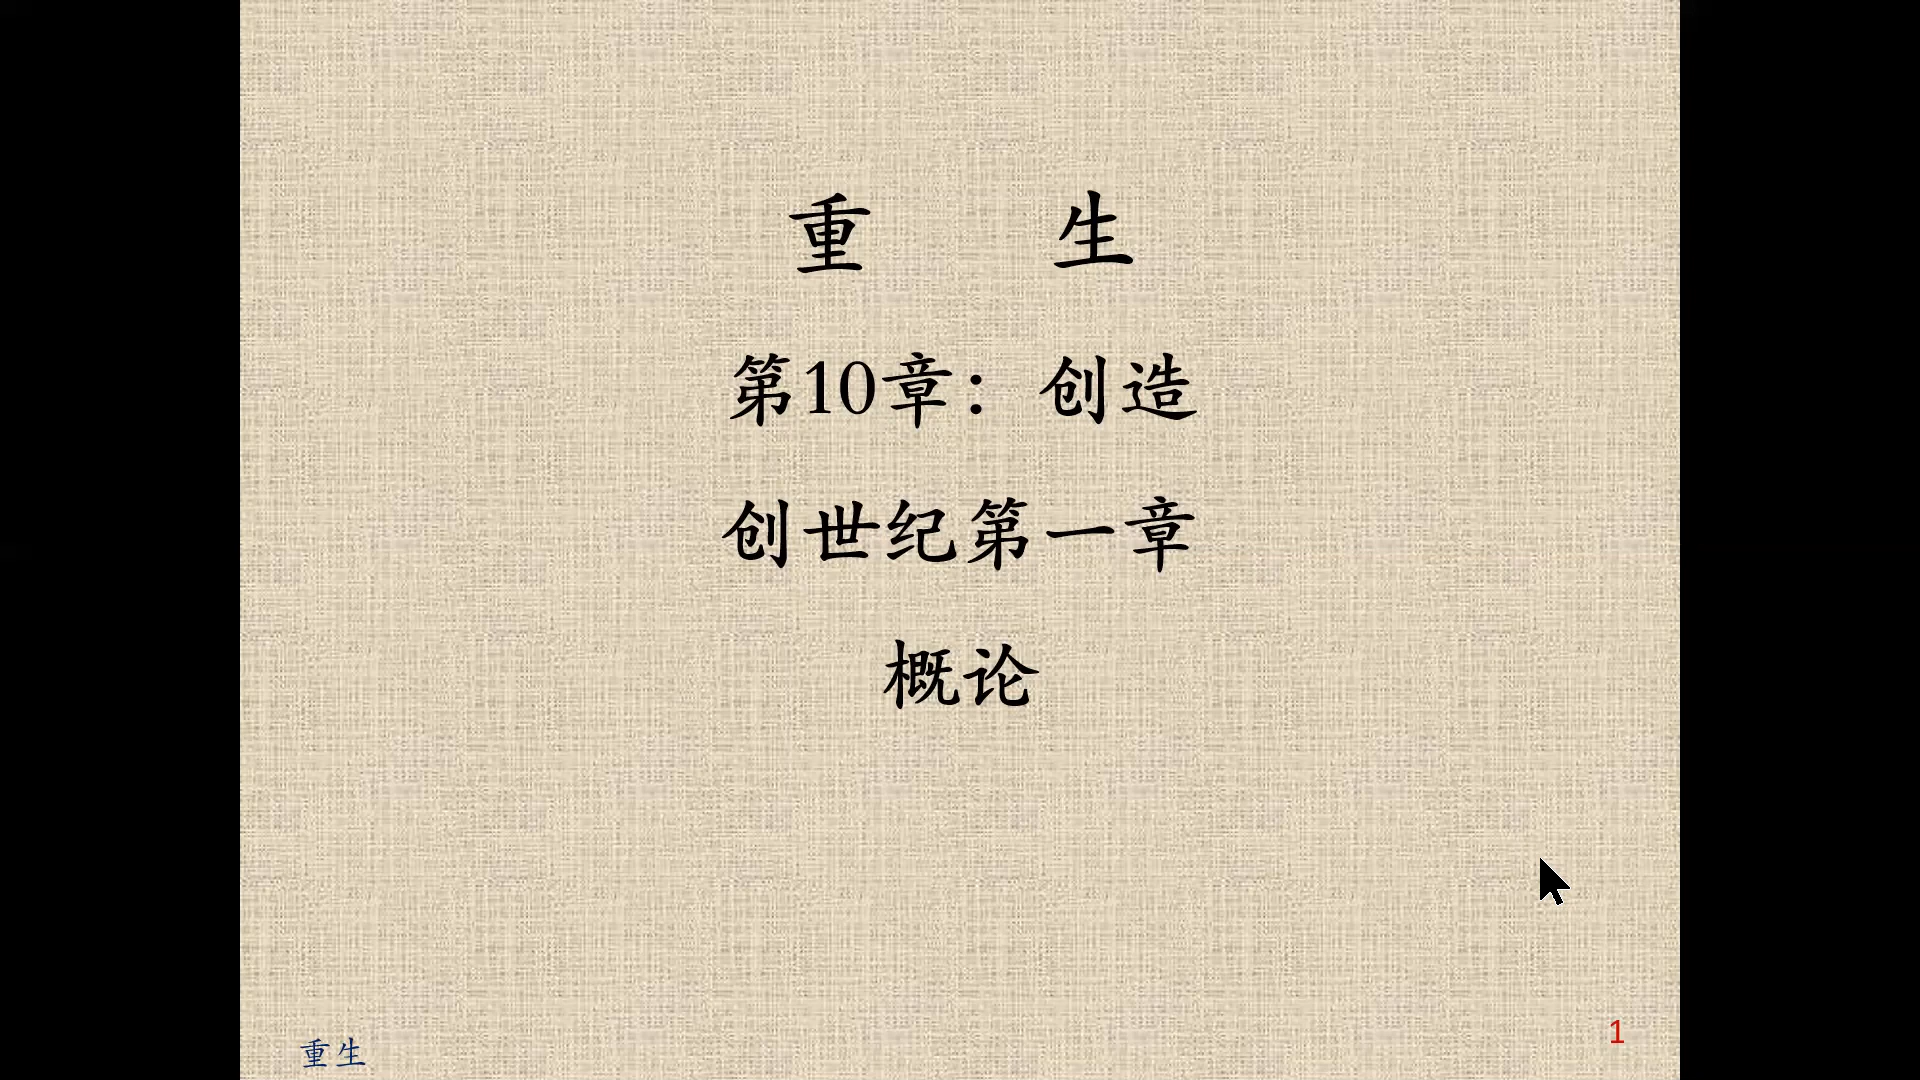 重 生
第10章：创造
创世纪第一章
概论
重生
1